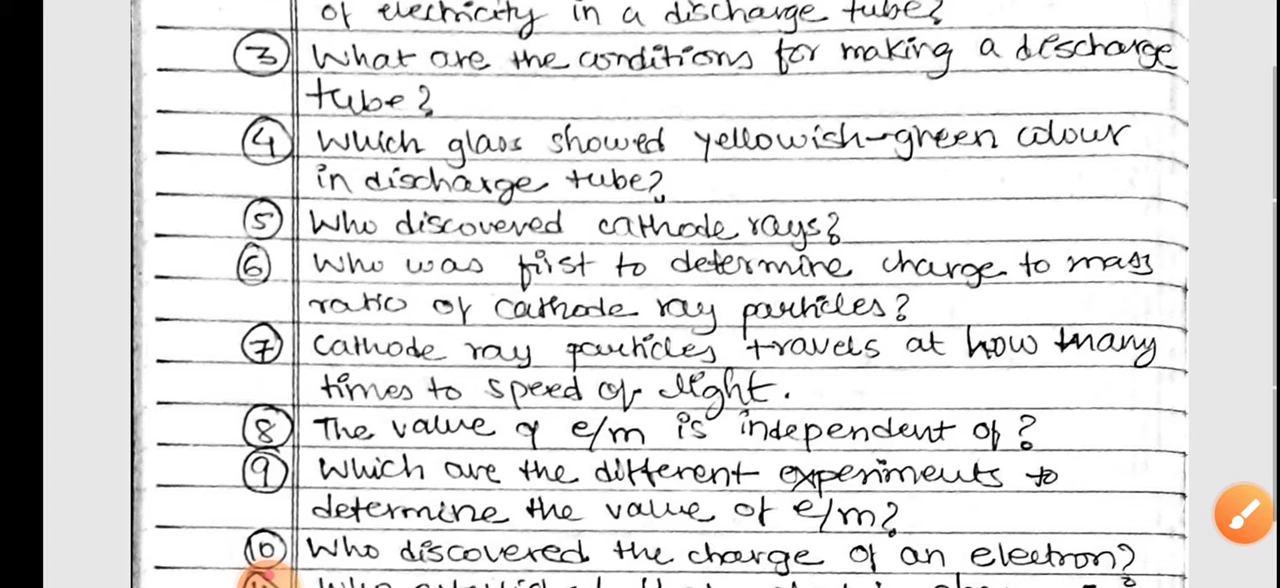 of electricity in a discharge tube?
3 What are the conditions for making a discharge
tube?
4 Which glass showed yellowish-green colour
in discharge tube?
5 Who discovered cathode rays?
6 Who was first to determine charge to mass
ratio of cathode ray particles?
7 Cathode ray particles travels at how many
times to speed of light.
8 The value of e/m is independent of?
9 Which are the different experiments to
determine the value of e/m?
10 Who discovered the charge of an electron?